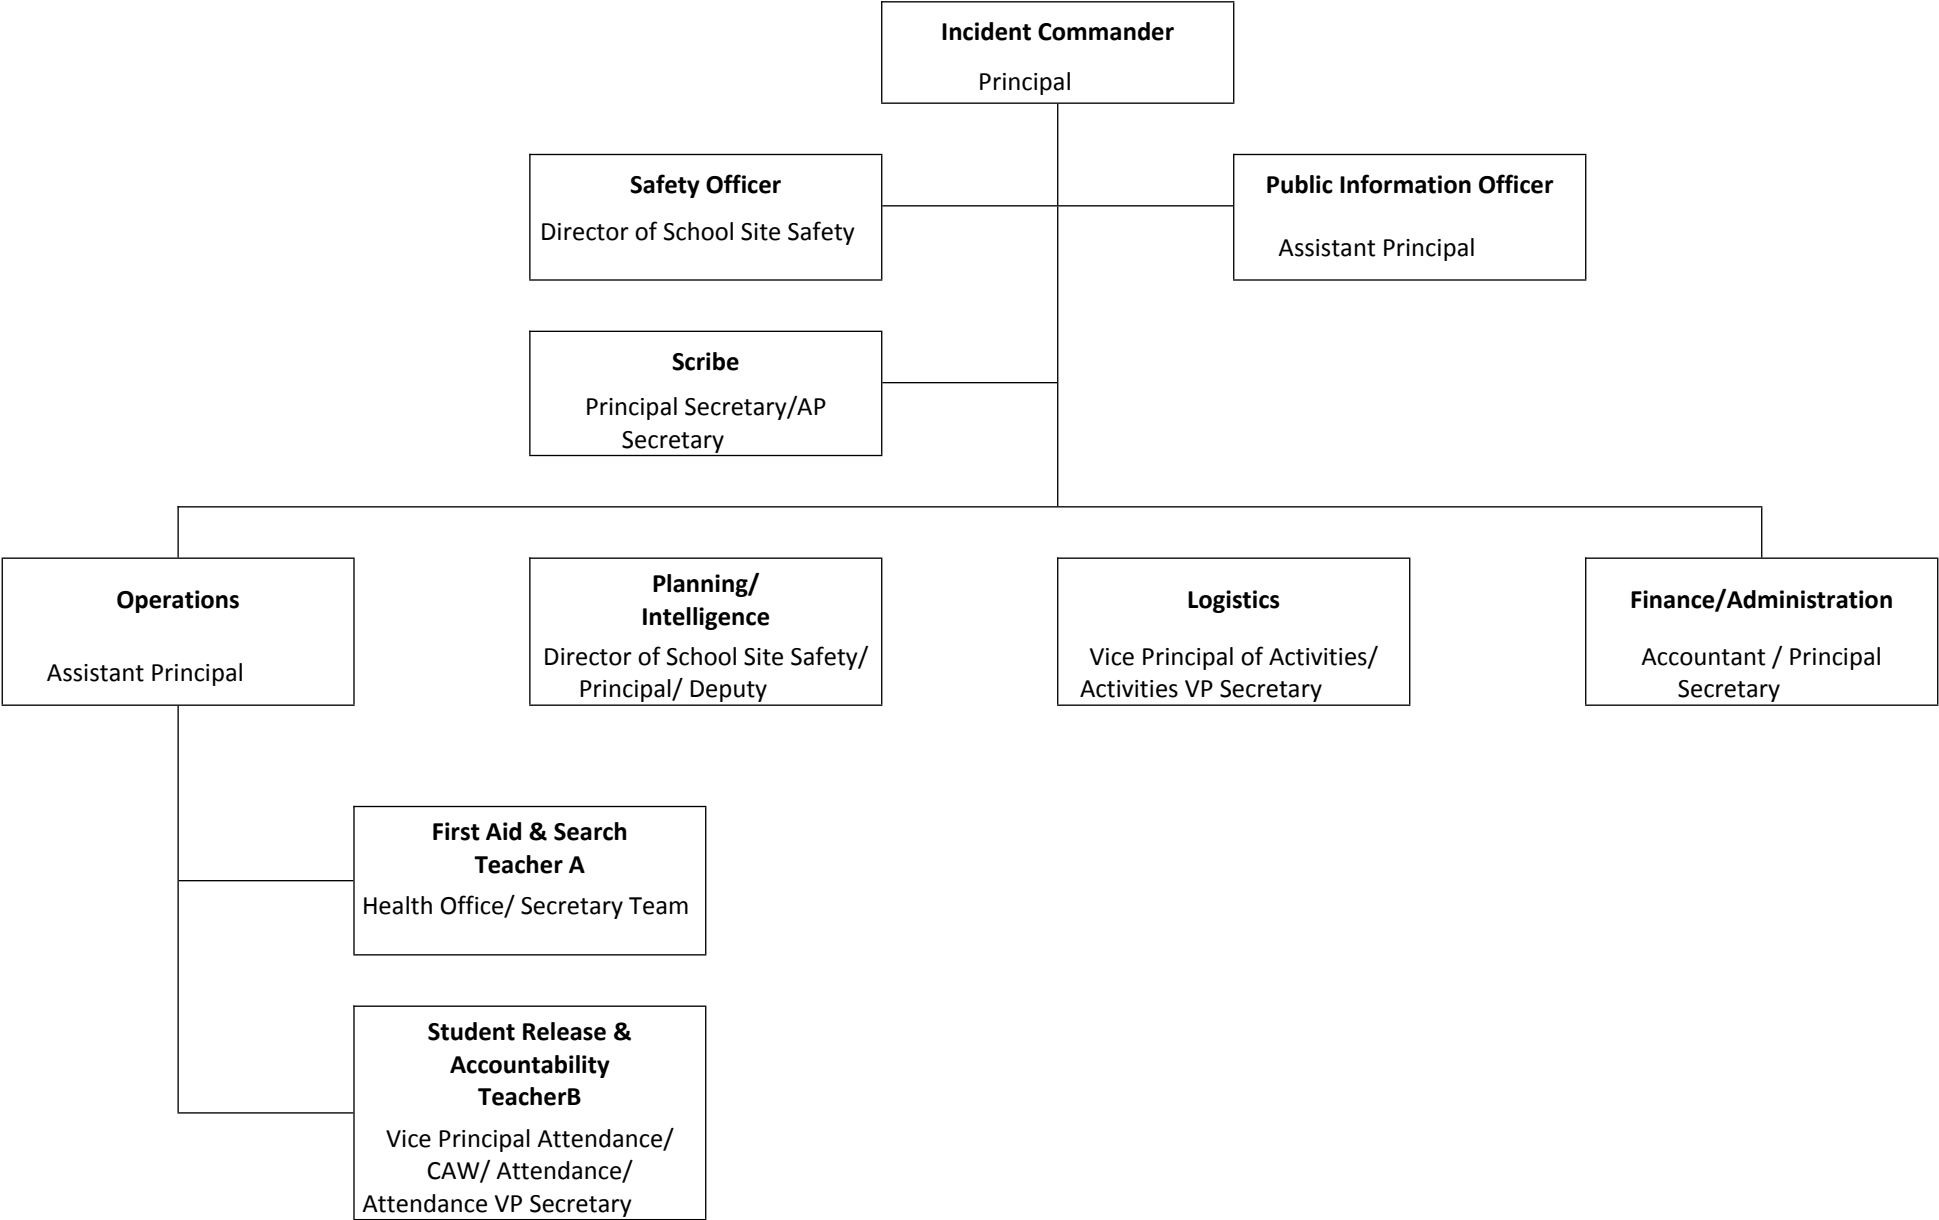 Incident Commander
Principal
Safety Officer
Director of School Site Safety
Public Information Officer
Assistant Principal
Scribe
Principal Secretary/AP
Secretary
Operations
Assistant Principal
Planning/
Intelligence
Director of School Site Safety/
Principal/ Deputy
Logistics
Vice Principal of Activities/
Activities VP Secretary
Finance/Administration
Accountant / Principal
Secretary
First Aid & Search
Teacher A
Health Office/ Secretary Team
Student Release &
Accountability
TeacherB
Vice Principal Attendance/
CAW/ Attendance/
Attendance VP Secretary